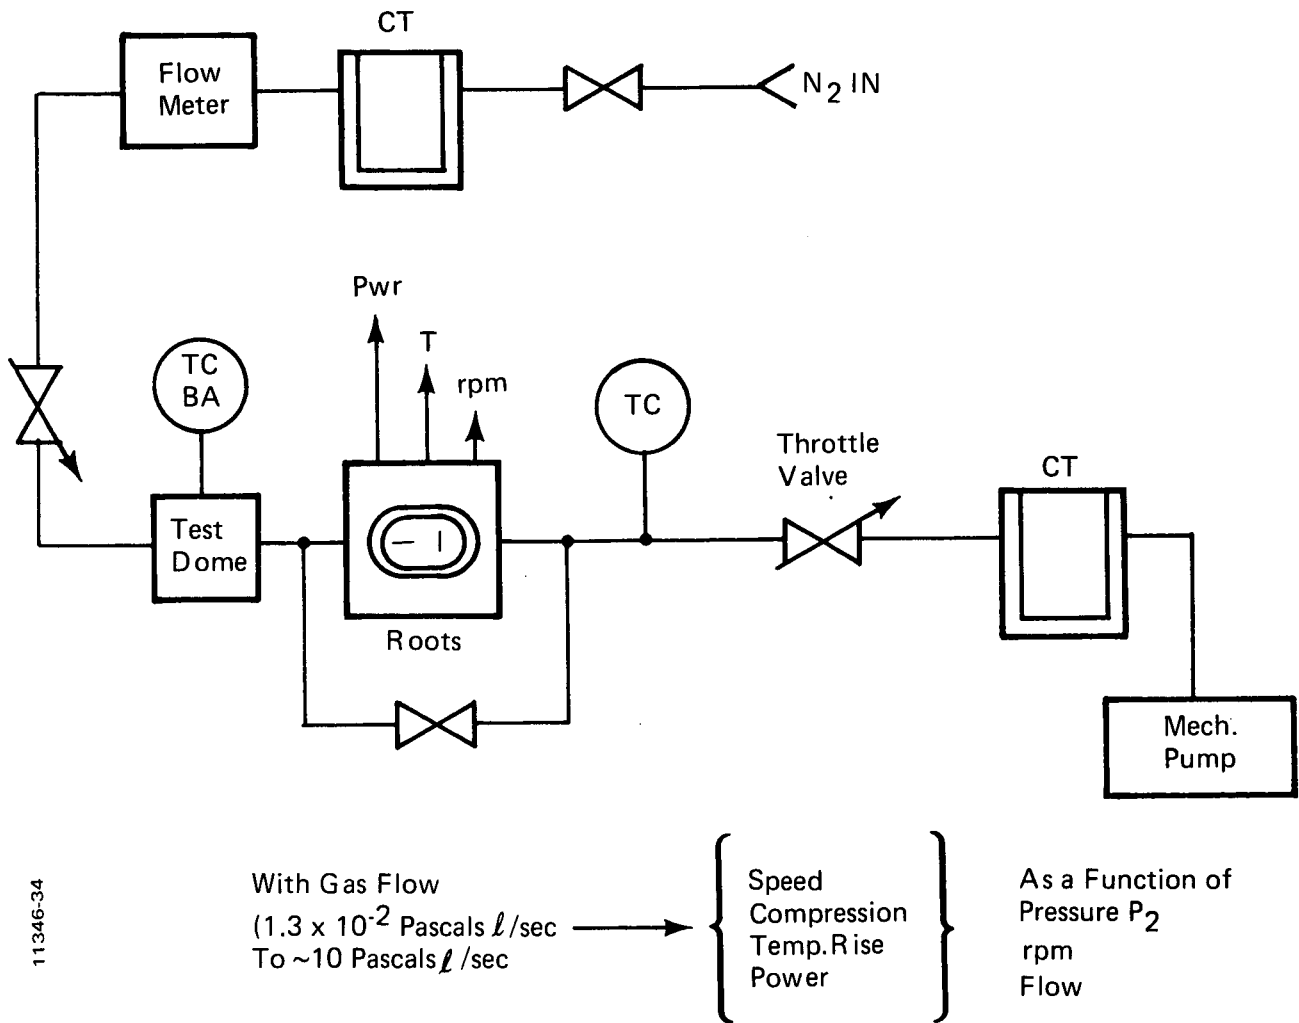 CT
Flow
Meter
N₂ IN
Pwr
T
rpm
TC
BA
TC
Throttle
Valve
CT
Test
Dome
Roots
Mech.
Pump
11346-34
With Gas Flow
(1.3 x 10⁻² Pascals ℓ/sec
To ~10 Pascals ℓ/sec
Speed
Compression
Temp. Rise
Power
As a Function of
Pressure P₂
rpm
Flow